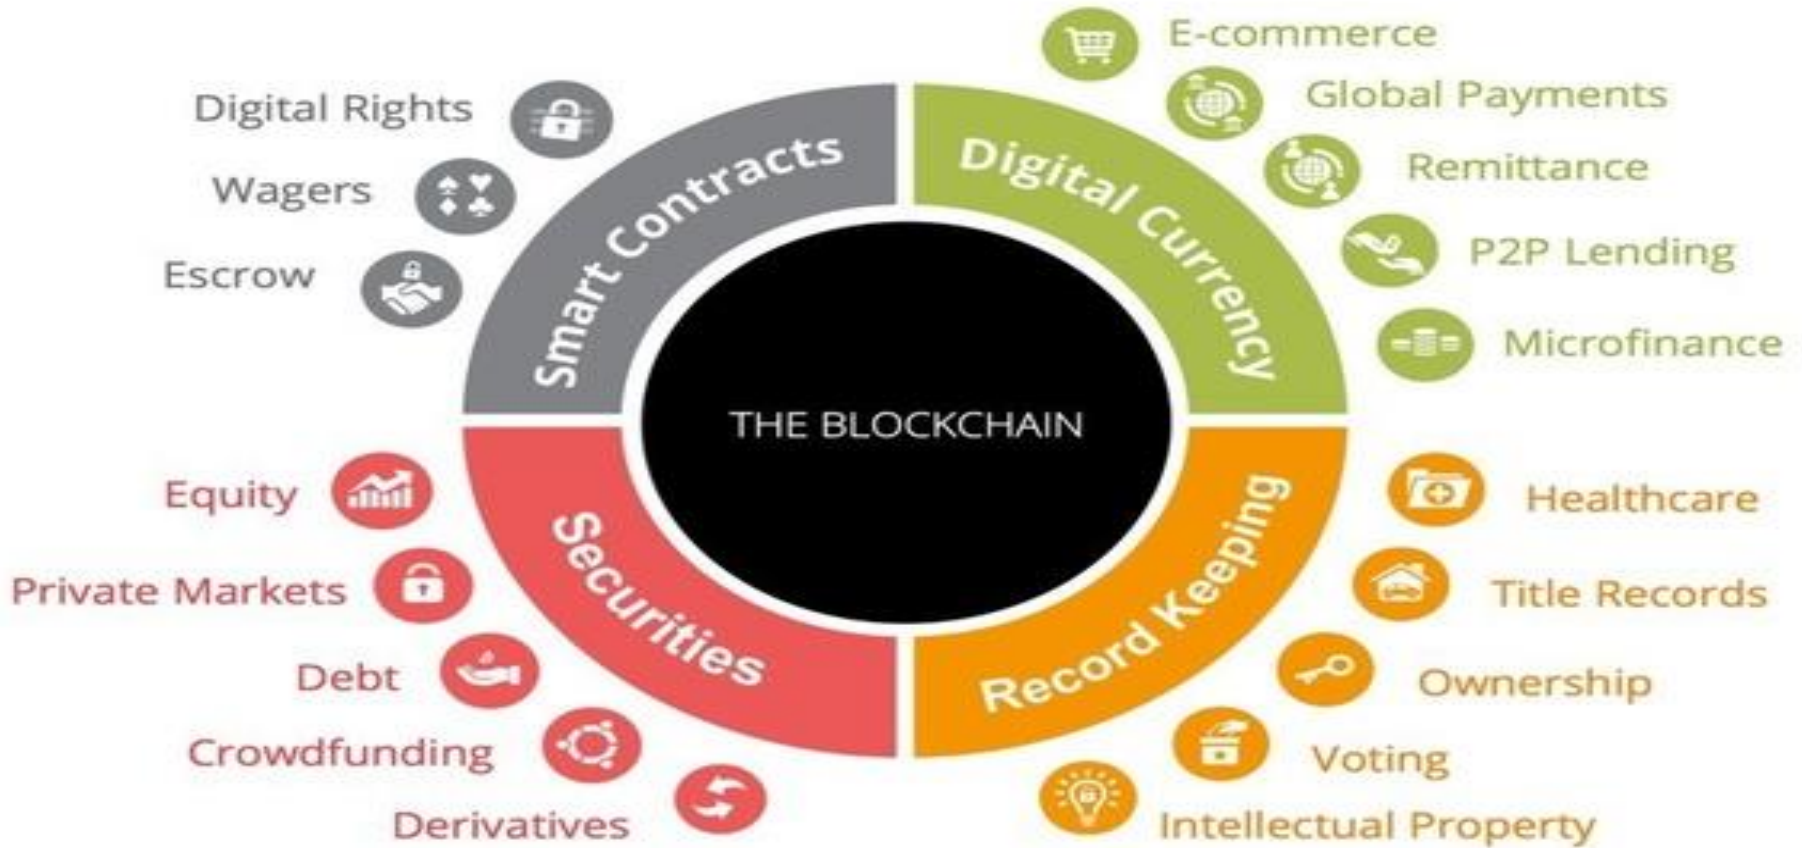 E-commerce
Global Payments
Remittance
P2P Lending
Microfinance
Digital Rights
Wagers
Escrow
Smart Contracts
Digital Currency
THE BLOCKCHAIN
Securities
Record Keeping
Equity
Private Markets
Debt
Crowdfunding
Derivatives
Healthcare
Title Records
Ownership
Voting
Intellectual Property